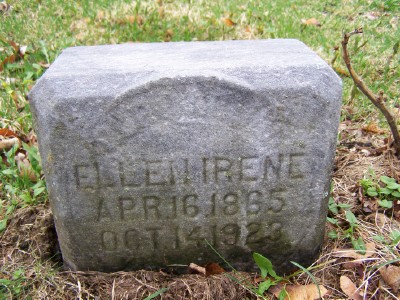 ELLEN IRENE
APR 16 1865
OCT 14 1923